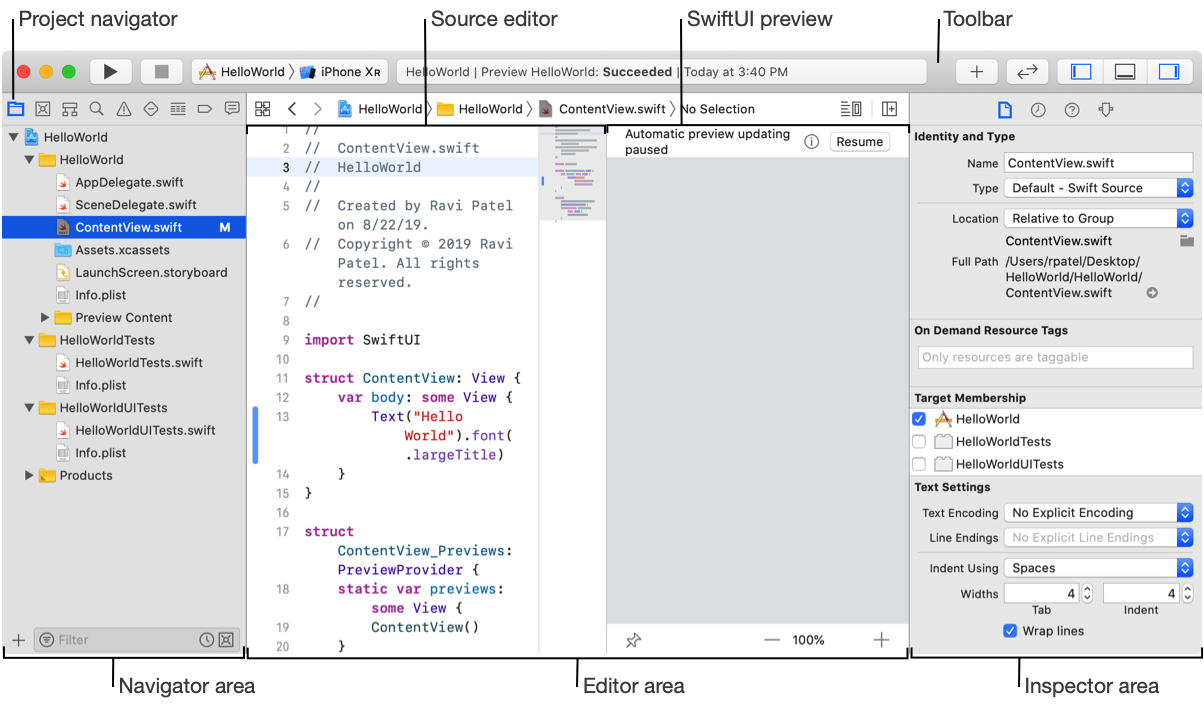 Project navigator
Source editor
SwiftUI preview
Toolbar
HelloWorld
iPhone XR
HelloWorld | Preview HelloWorld: Succeeded | Today at 3:40 PM
HelloWorld
HelloWorld
ContentView.swift
No Selection
HelloWorld
HelloWorld
AppDelegate.swift
SceneDelegate.swift
ContentView.swift M
Assets.xcassets
LaunchScreen.storyboard
Info.plist
Preview Content
HelloWorldTests
HelloWorldTests.swift
Info.plist
HelloWorldUITests
HelloWorldUITests.swift
Info.plist
Products
Filter
1 //
2 // ContentView.swift
3 // HelloWorld
4 //
5 // Created by Ravi Patel
on 8/22/19.
6 // Copyright © 2019 Ravi
Patel. All rights
reserved.
7 //
8
9 import SwiftUI
10
11 struct ContentView: View {
12 var body: some View {
13 Text("Hello
World").font(
.largeTitle)
14 }
15 }
16
17 struct
ContentView_Previews:
PreviewProvider {
18 static var previews:
some View {
19 ContentView()
20 }
Automatic preview updating
paused
Resume
100%
Identity and Type
Name ContentView.swift
Type Default - Swift Source
Location Relative to Group
ContentView.swift
Full Path /Users/rpatel/Desktop/
HelloWorld/HelloWorld/
ContentView.swift
On Demand Resource Tags
Only resources are taggable
Target Membership
HelloWorld
HelloWorldTests
HelloWorldUITests
Text Settings
Text Encoding No Explicit Encoding
Line Endings No Explicit Line Endings
Indent Using Spaces
Widths 4 4
Tab Indent
Wrap lines
Navigator area
Editor area
Inspector area